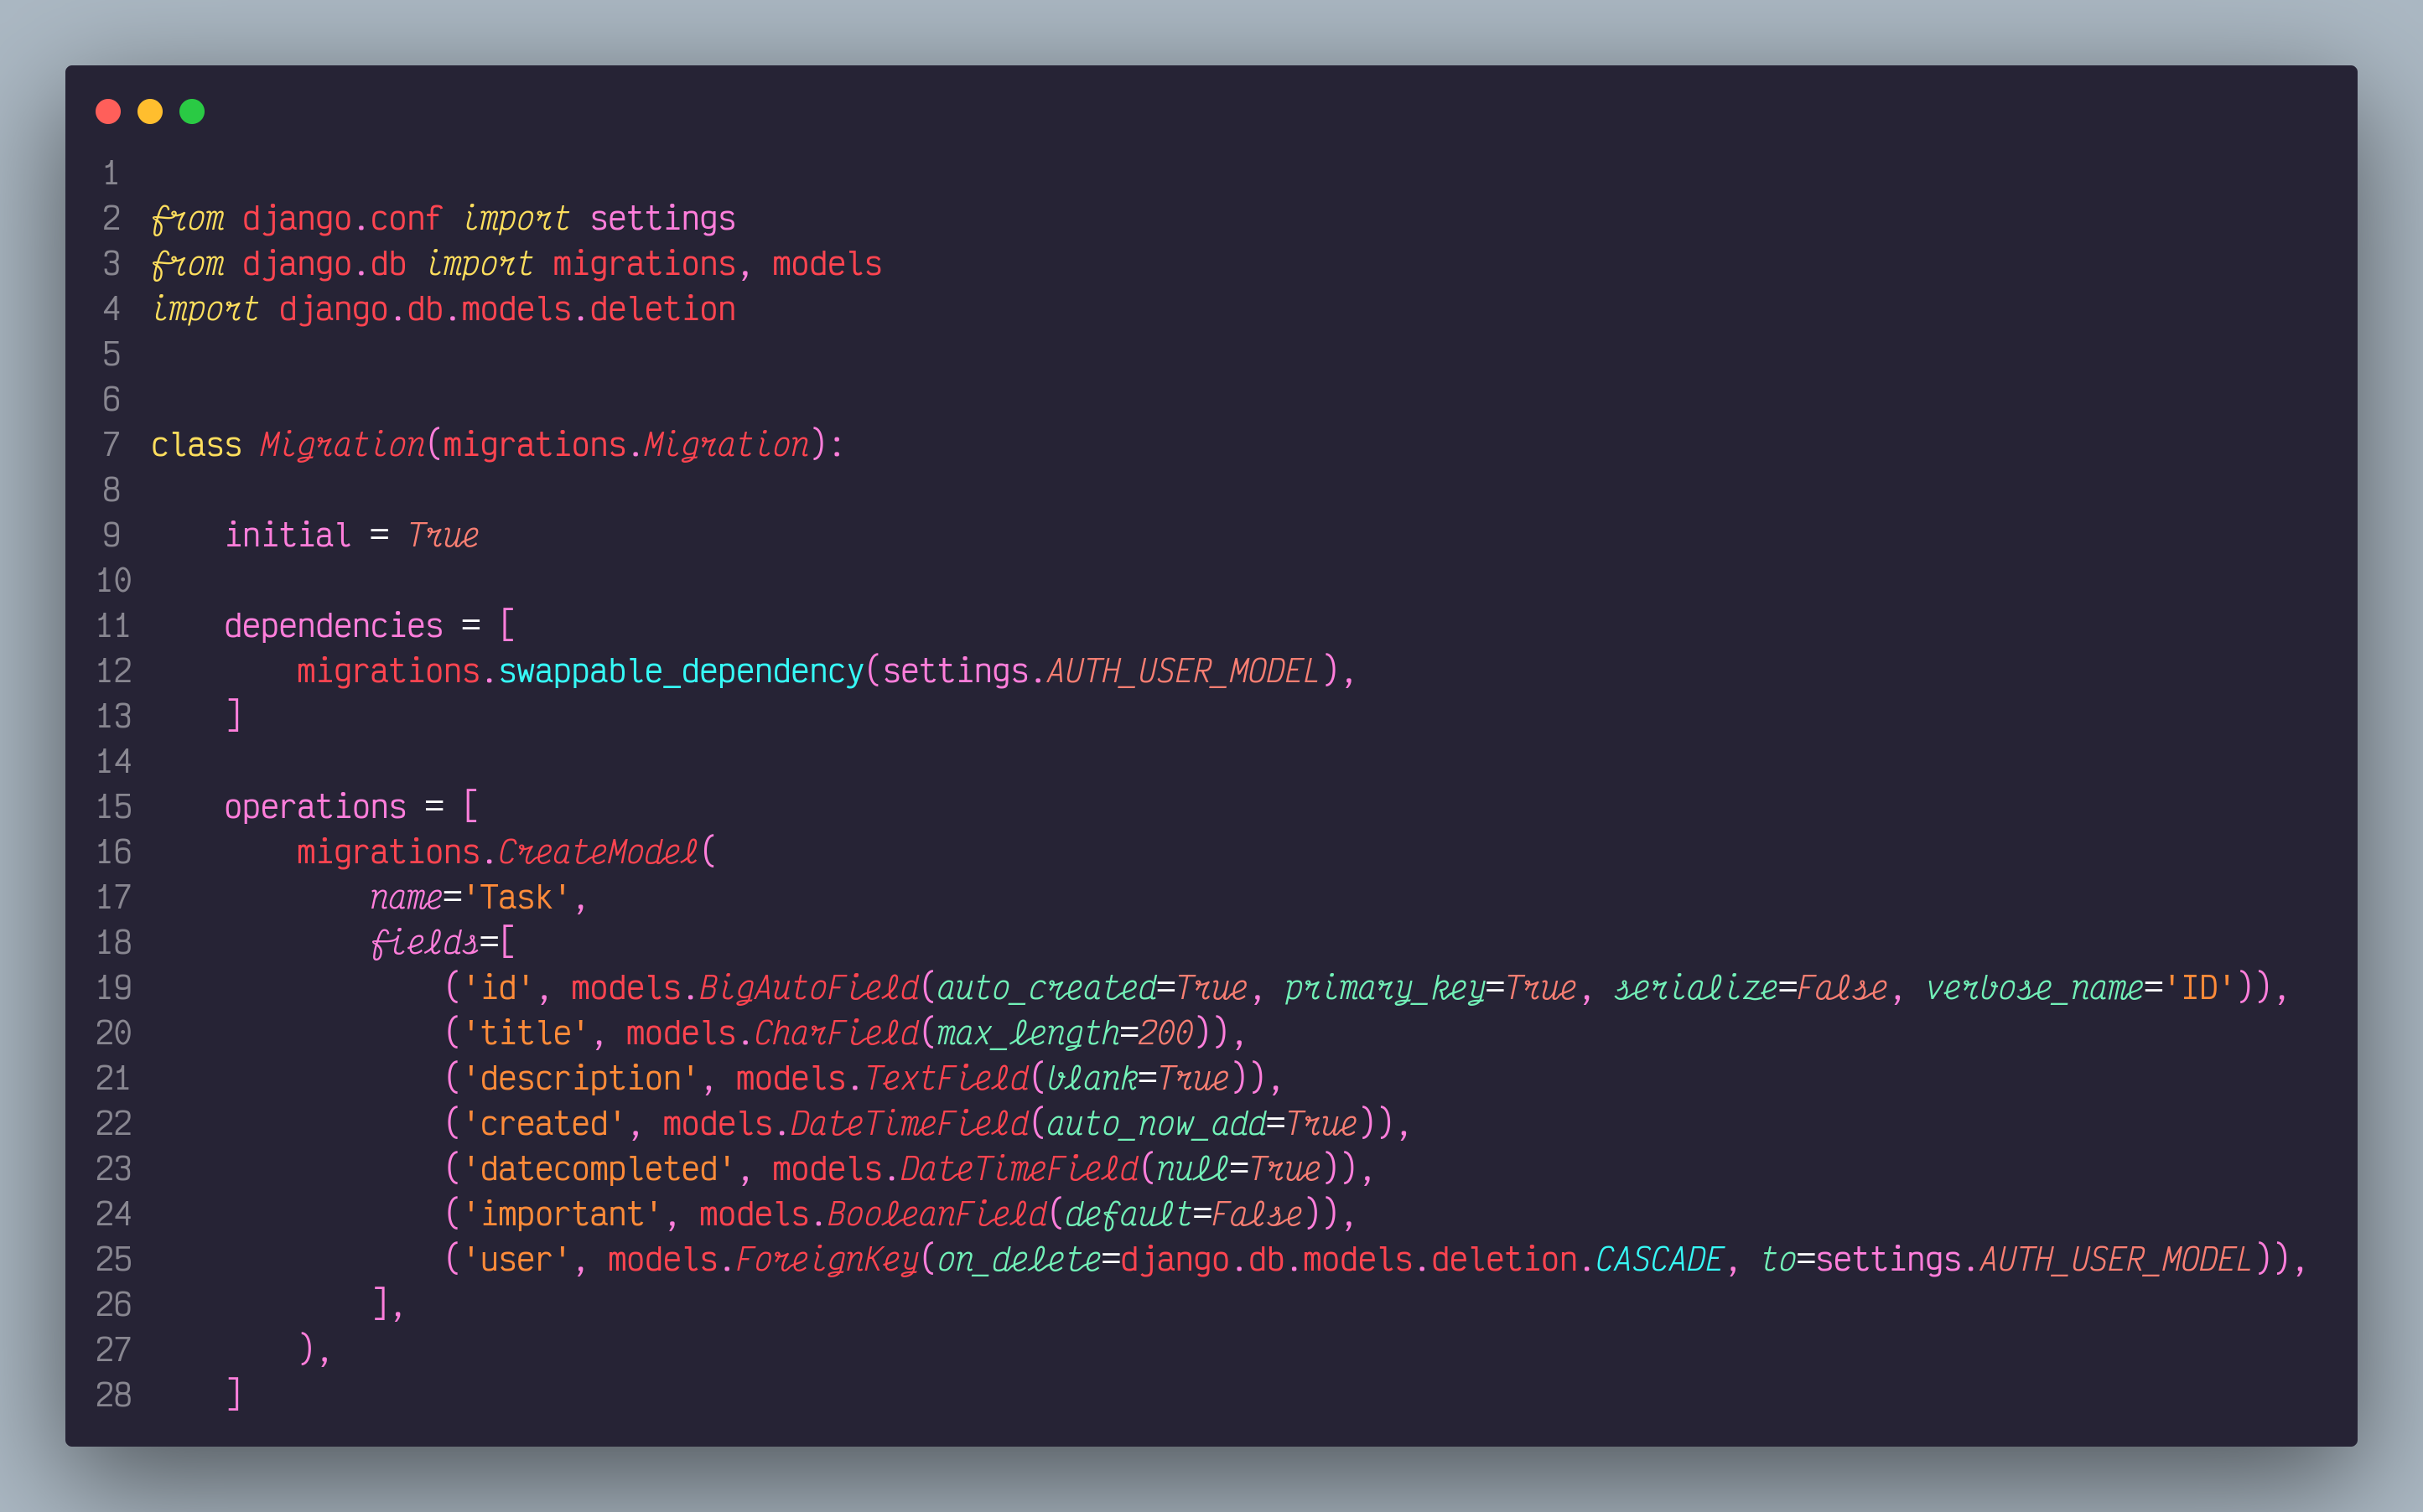 1
2 from django.conf import settings
3 from django.db import migrations, models
4 import django.db.models.deletion
5
6
7 class Migration(migrations.Migration):
8
9     initial = True
10
11     dependencies = [
12         migrations.swappable_dependency(settings.AUTH_USER_MODEL),
13     ]
14
15     operations = [
16         migrations.CreateModel(
17             name='Task',
18             fields=[
19                 ('id', models.BigAutoField(auto_created=True, primary_key=True, serialize=False, verbose_name='ID')),
20                 ('title', models.CharField(max_length=200)),
21                 ('description', models.TextField(blank=True)),
22                 ('created', models.DateTimeField(auto_now_add=True)),
23                 ('datecompleted', models.DateTimeField(null=True)),
24                 ('important', models.BooleanField(default=False)),
25                 ('user', models.ForeignKey(on_delete=django.db.models.deletion.CASCADE, to=settings.AUTH_USER_MODEL)),
26             ],
27         ),
28     ]